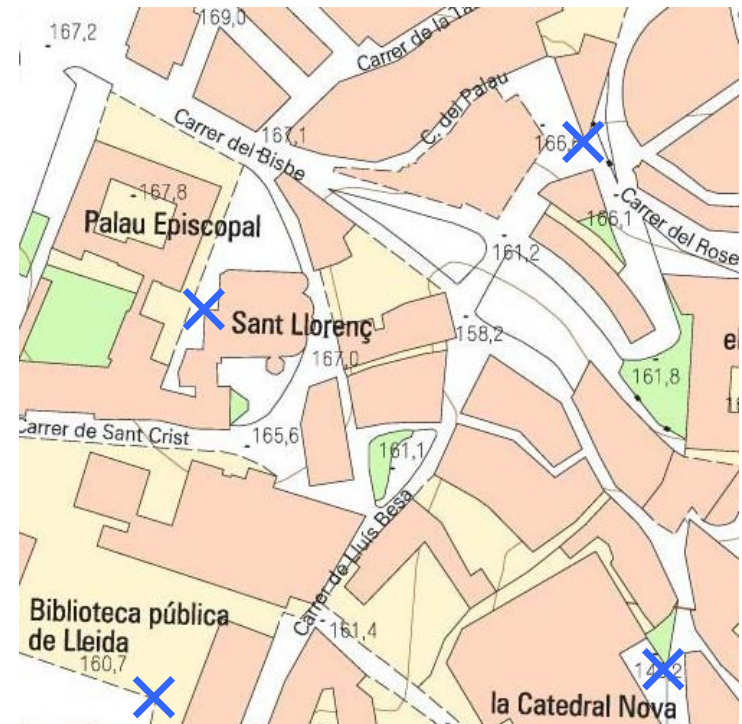 169,0
167,2
Carrer de la
C. del Palau
Carrer del Bisbe
167,1
167,8
Palau Episcopal
166,1
Carrer del Rose
161,2
158,2
Sant Llorenç
167,0
el
161,8
Carrer de Sant Crist
165,6
161,1
Carrer de Lluís Besa
Biblioteca pública
de Lleida
161,4
160,7
la Catedral Nova